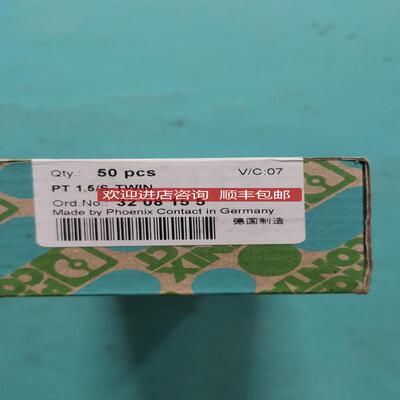 Qty.: 50 pcs V/C:07
欢迎进店咨询 顺丰包邮
PT 1,5/S-TWIN
Ord.No.: 32 08 15 5
Made by Phoenix Contact in Germany 德国制造